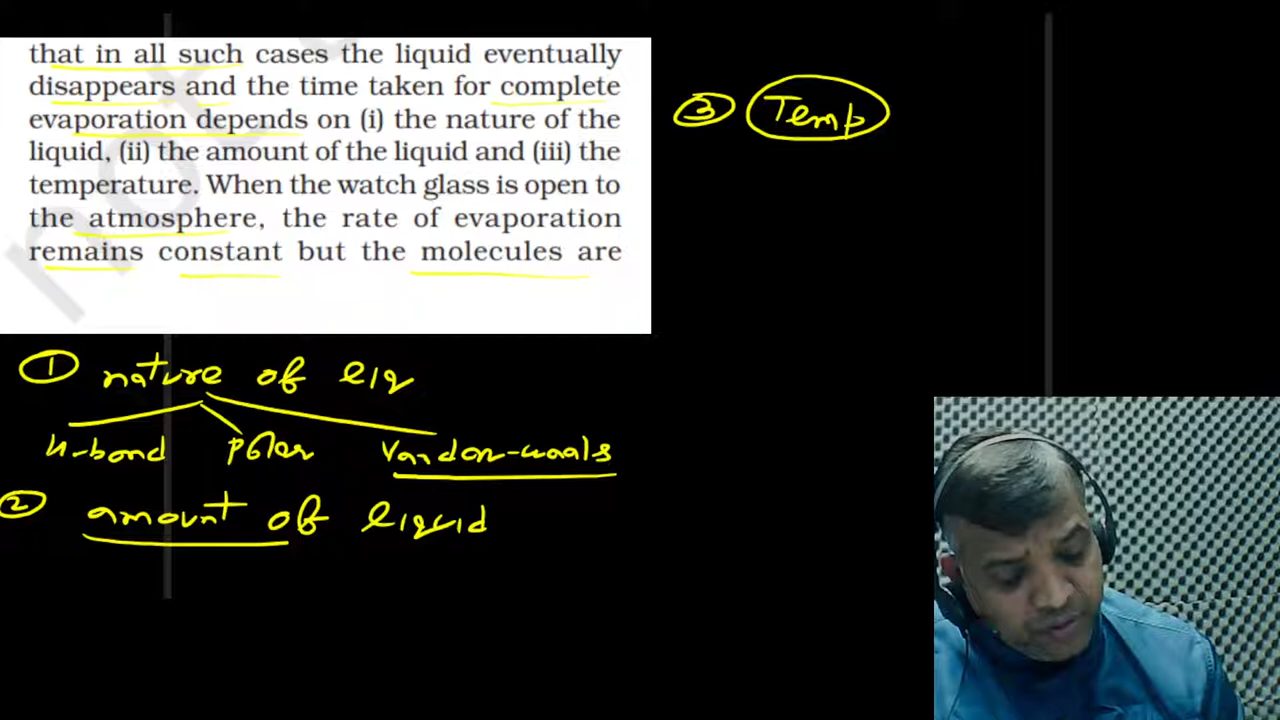 that in all such cases the liquid eventually
disappears and the time taken for complete
evaporation depends on (i) the nature of the
liquid, (ii) the amount of the liquid and (iii) the
temperature. When the watch glass is open to
the atmosphere, the rate of evaporation
remains constant but the molecules are
① nature of liq
H-bond Polar Vander-waals
② amount of liquid
③ Temp